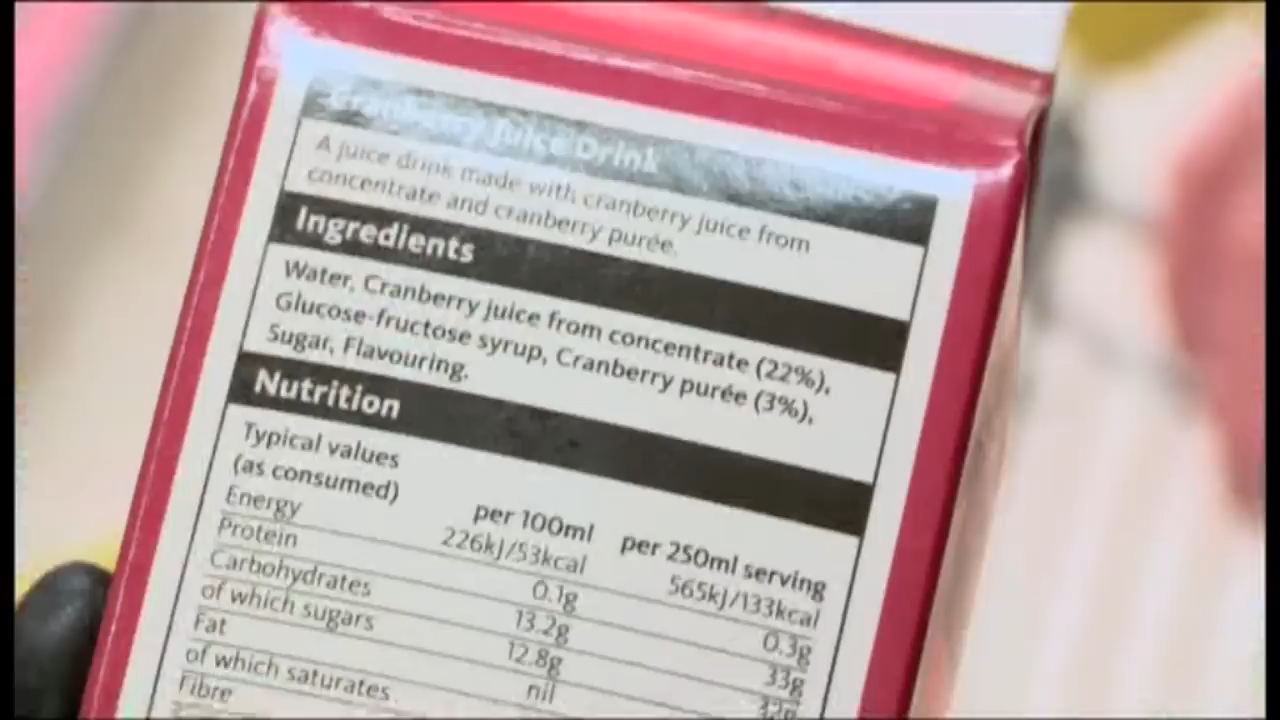 Cranberry Juice Drink
A juice drink made with cranberry juice from
concentrate and cranberry purée.
Ingredients
Water, Cranberry juice from concentrate (22%),
Glucose-fructose syrup, Cranberry purée (3%),
Sugar, Flavouring.
Nutrition
Typical values
(as consumed) per 100ml per 250ml serving
Energy 226kJ/53kcal 565kJ/133kcal
Protein 0.1g 0.3g
Carbohydrates 13.2g 33g
of which sugars 12.8g 32g
Fat nil
of which saturates
Fibre